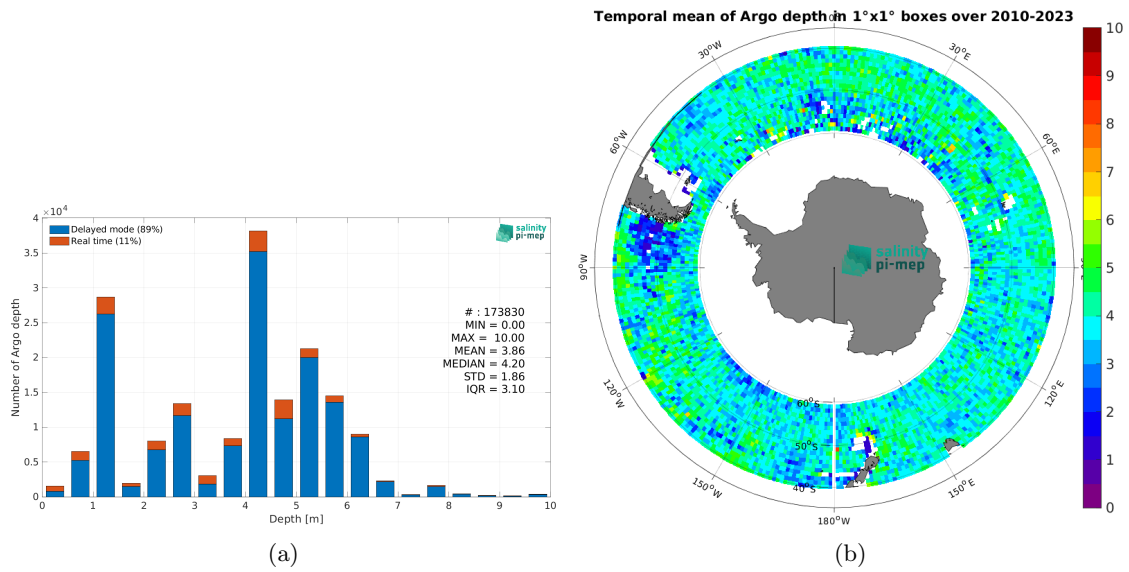 Temporal mean of Argo depth in 1°x1° boxes over 2010-2023
×10⁴
4
3.5
3
2.5
2
1.5
1
0.5
0
Number of Argo depth
Delayed mode (89%)
Real time (11%)
salinity
pi-mep
# : 173830
MIN = 0.00
MAX = 10.00
MEAN = 3.86
MEDIAN = 4.20
STD = 1.86
IQR = 3.10
0 1 2 3 4 5 6 7 8 9 10
Depth [m]
(a)
30°W
30°E
60°W
60°E
90°W
salinity
pi-mep
120°W
120°E
60°S
50°S
40°S
150°W
150°E
180°W
10
9
8
7
6
5
4
3
2
1
0
(b)